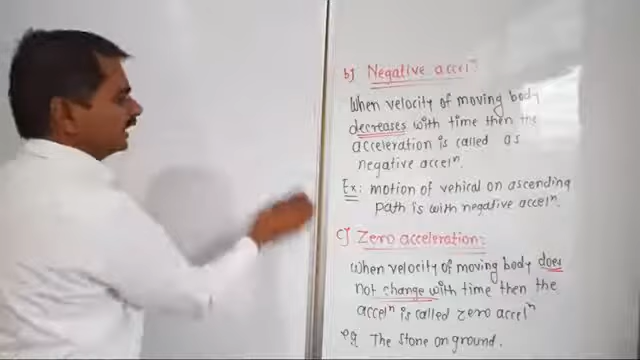 b) Negative acceln
When velocity of moving body
decreases with time then the
acceleration is called as
negative acceln.
Ex: motion of vehical on ascending
path is with negative acceln.
c) Zero acceleration:
When velocity of moving body does
not change with time then the
acceln is called zero acceln
eg The stone on ground.